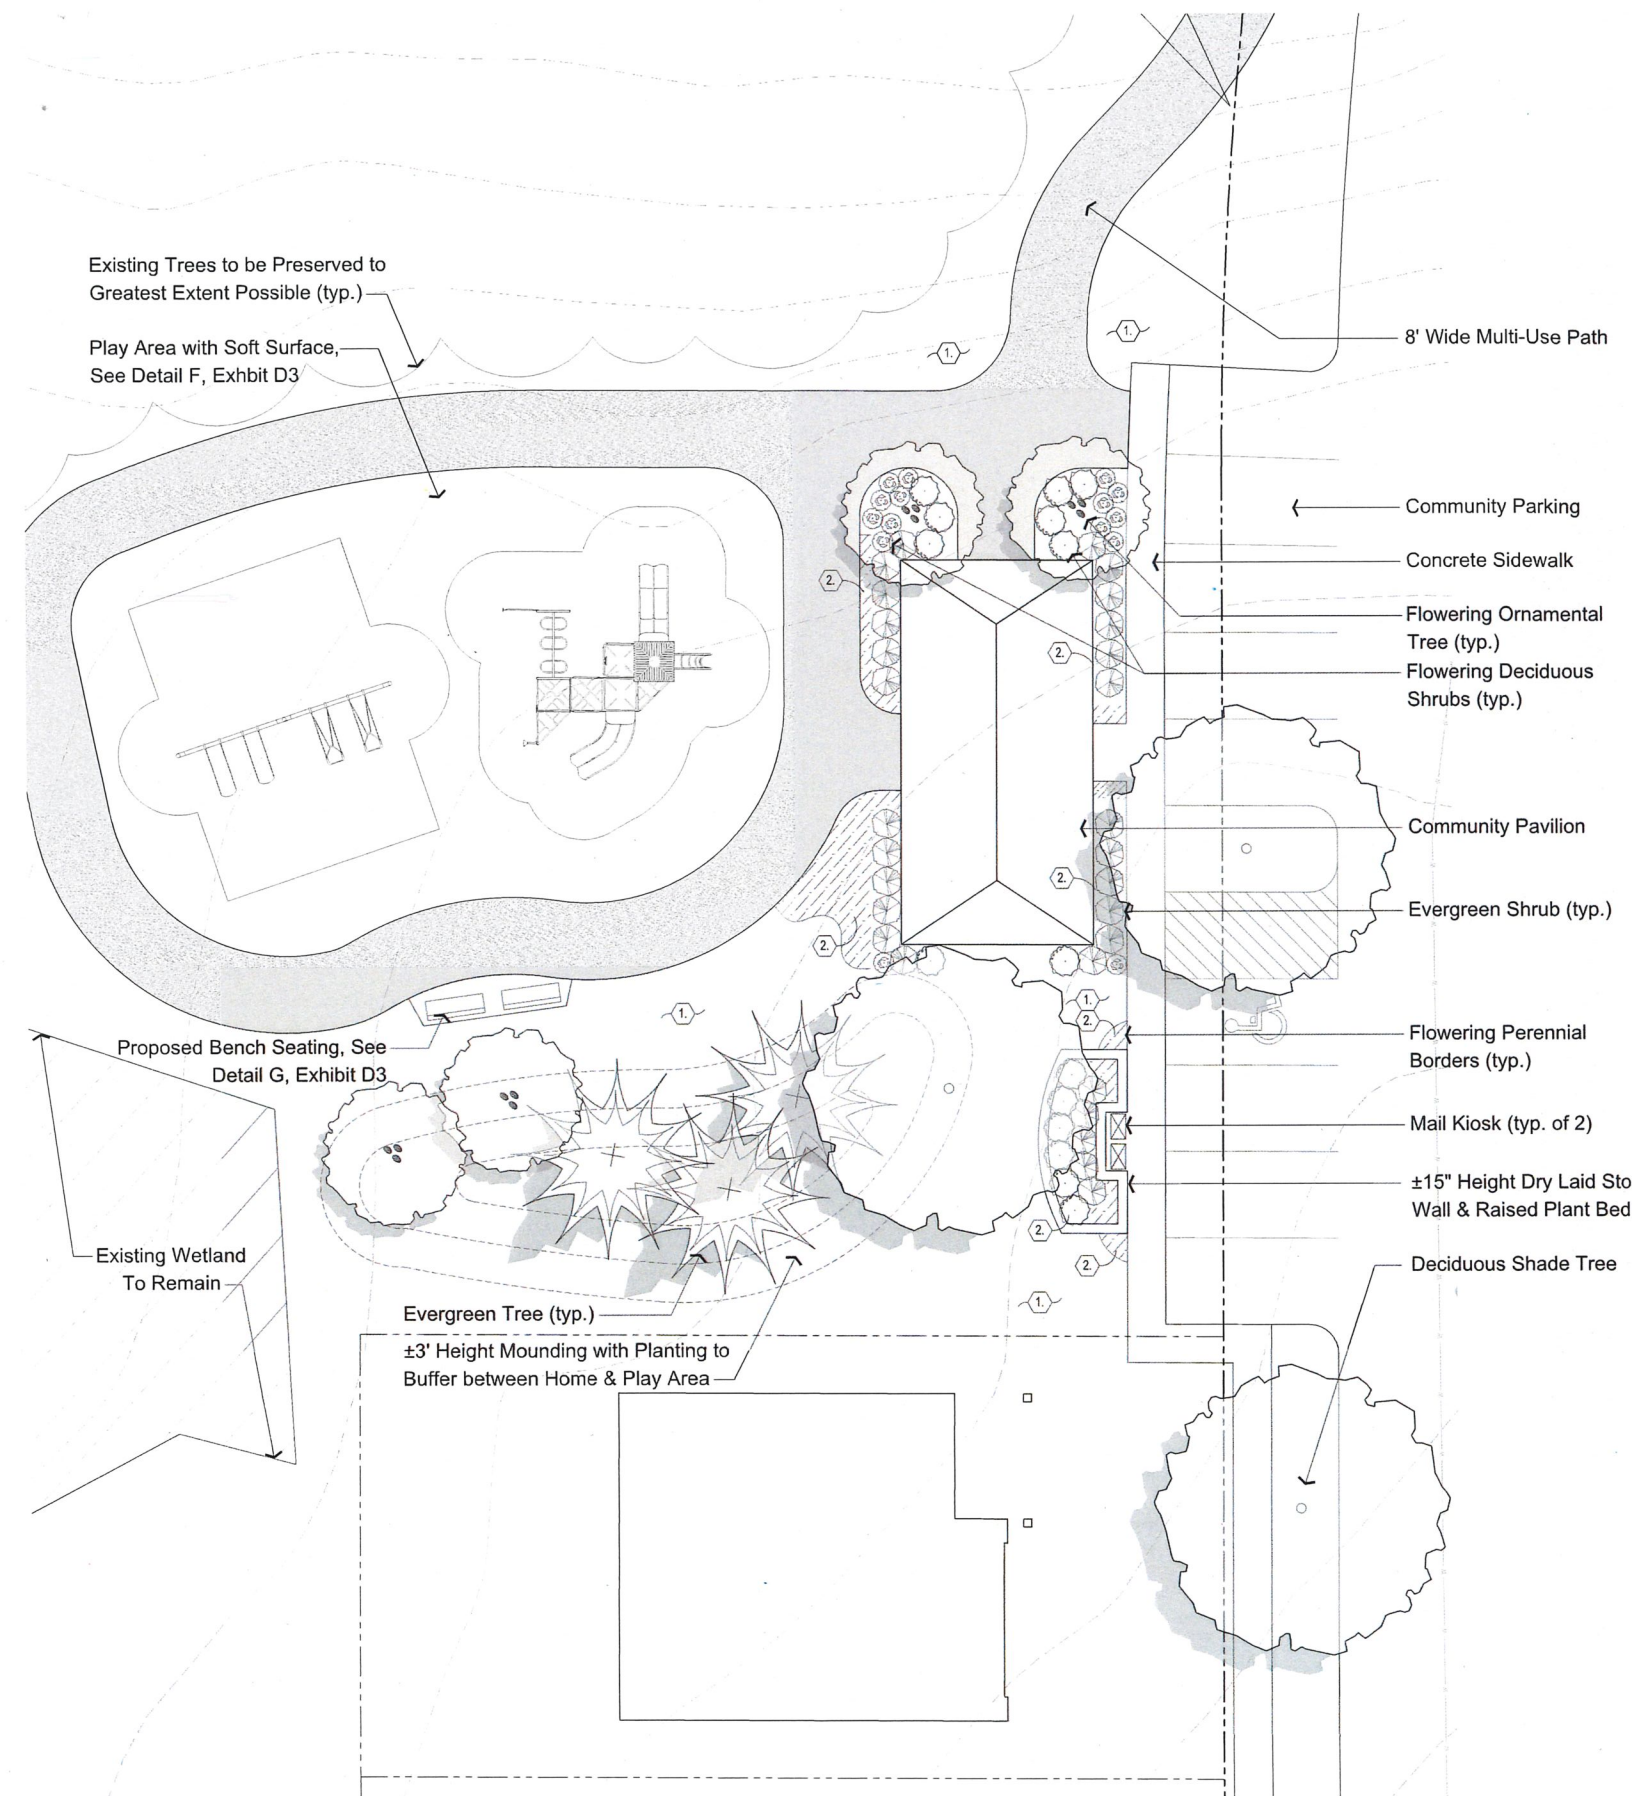 Existing Trees to be Preserved to
Greatest Extent Possible (typ.)
Play Area with Soft Surface,
See Detail F, Exhbit D3
1.
1.
8' Wide Multi-Use Path
Community Parking
Concrete Sidewalk
2.
Flowering Ornamental
Tree (typ.)
2.
Flowering Deciduous
Shrubs (typ.)
Community Pavilion
2.
Evergreen Shrub (typ.)
2.
1.
1.
2.
Flowering Perennial
Borders (typ.)
Proposed Bench Seating, See
Detail G, Exhibit D3
Mail Kiosk (typ. of 2)
±15" Height Dry Laid Sto
Wall & Raised Plant Bed
2.
2.
Existing Wetland
To Remain
Deciduous Shade Tree
1.
Evergreen Tree (typ.)
±3' Height Mounding with Planting to
Buffer between Home & Play Area